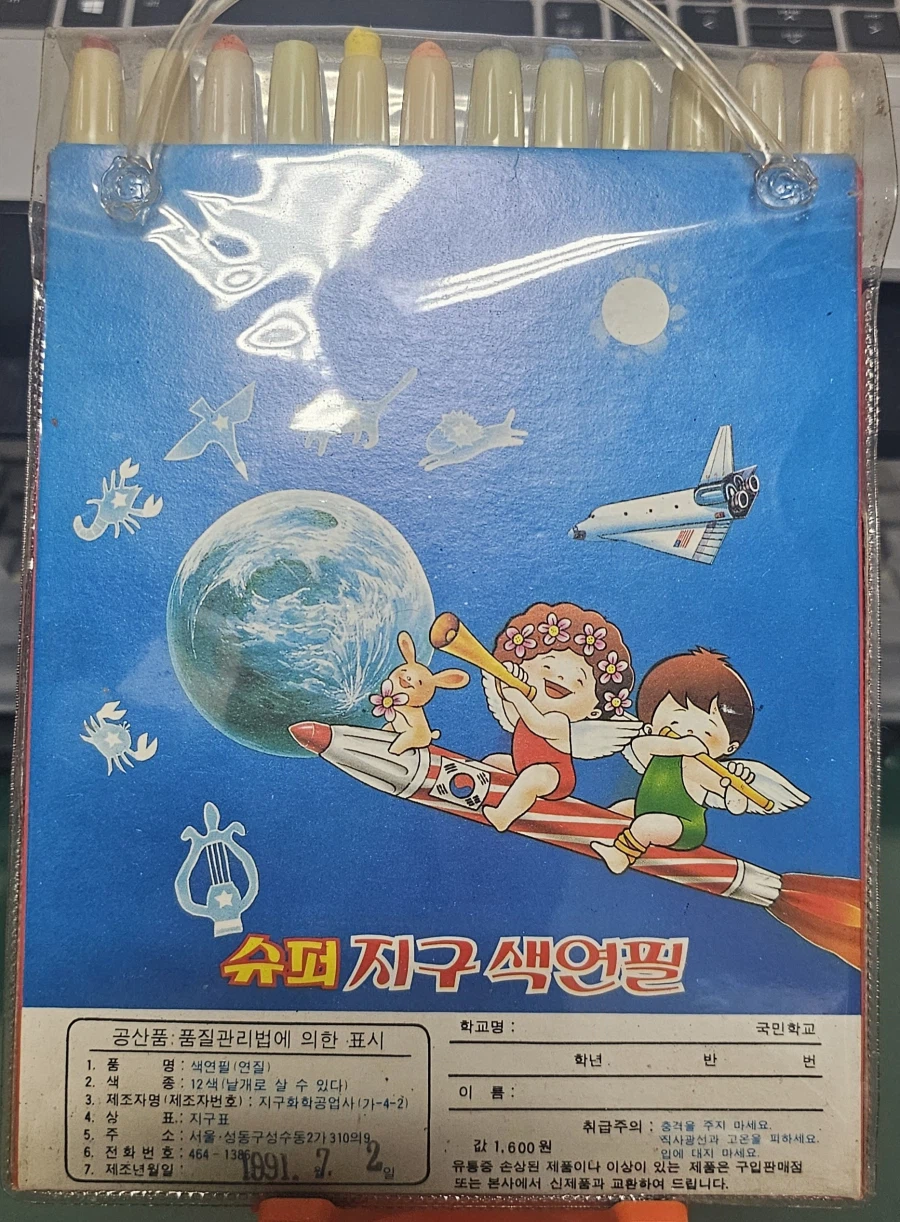 슈퍼 지구 색연필
공산품:품질관리법에 의한 표시
1. 품 명 : 색연필(연질)
2. 색 종 : 12색(낱개로 살 수 있다)
3. 제조자명(제조자번호) : 지구화학공업사(가-4-2)
4. 상 표 : 지구표
5. 주 소 : 서울·성동구성수동2가 310의9
6. 전화번호 : 464-1386
7. 제조년월일 : 1991. 7월. 2일
학교명 : 국민학교
학년 반 번
이 름 :
값 1,600원
취급주의 : 충격을 주지 마세요.
직사광선과 고온을 피하세요.
입에 대지 마세요.
유통중 손상된 제품이나 이상이 있는 제품은 구입판매점
또는 본사에서 신제품과 교환하여 드립니다.